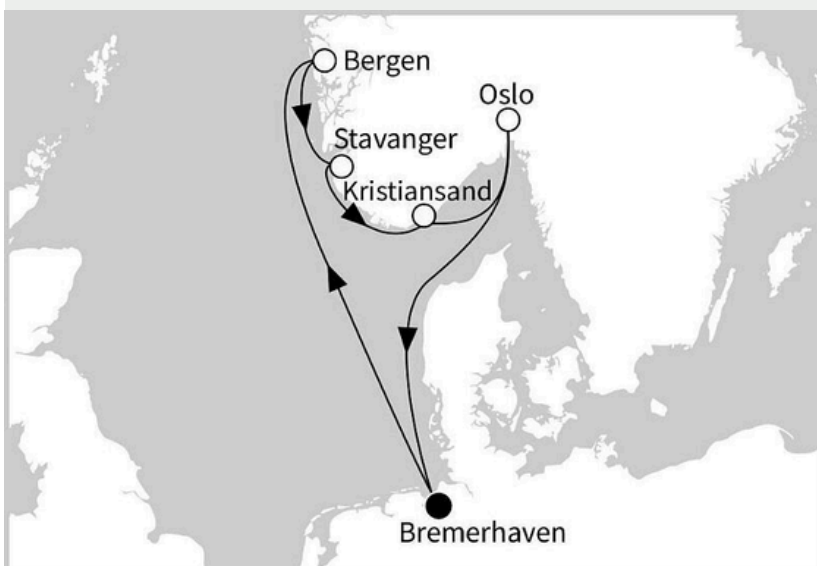 Bergen
Oslo
Stavanger
Kristiansand
Bremerhaven